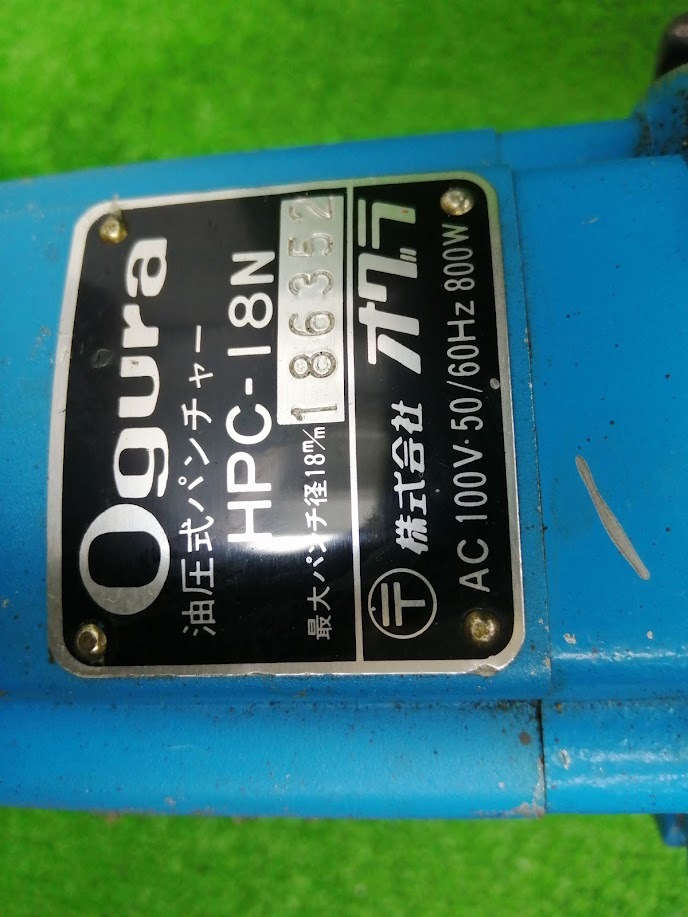 Ogura
油圧式パンチャー
HPC-18N
最大パンチ径18m/m
186352
〒 株式会社 オグラ
AC 100V·50/60Hz 800W